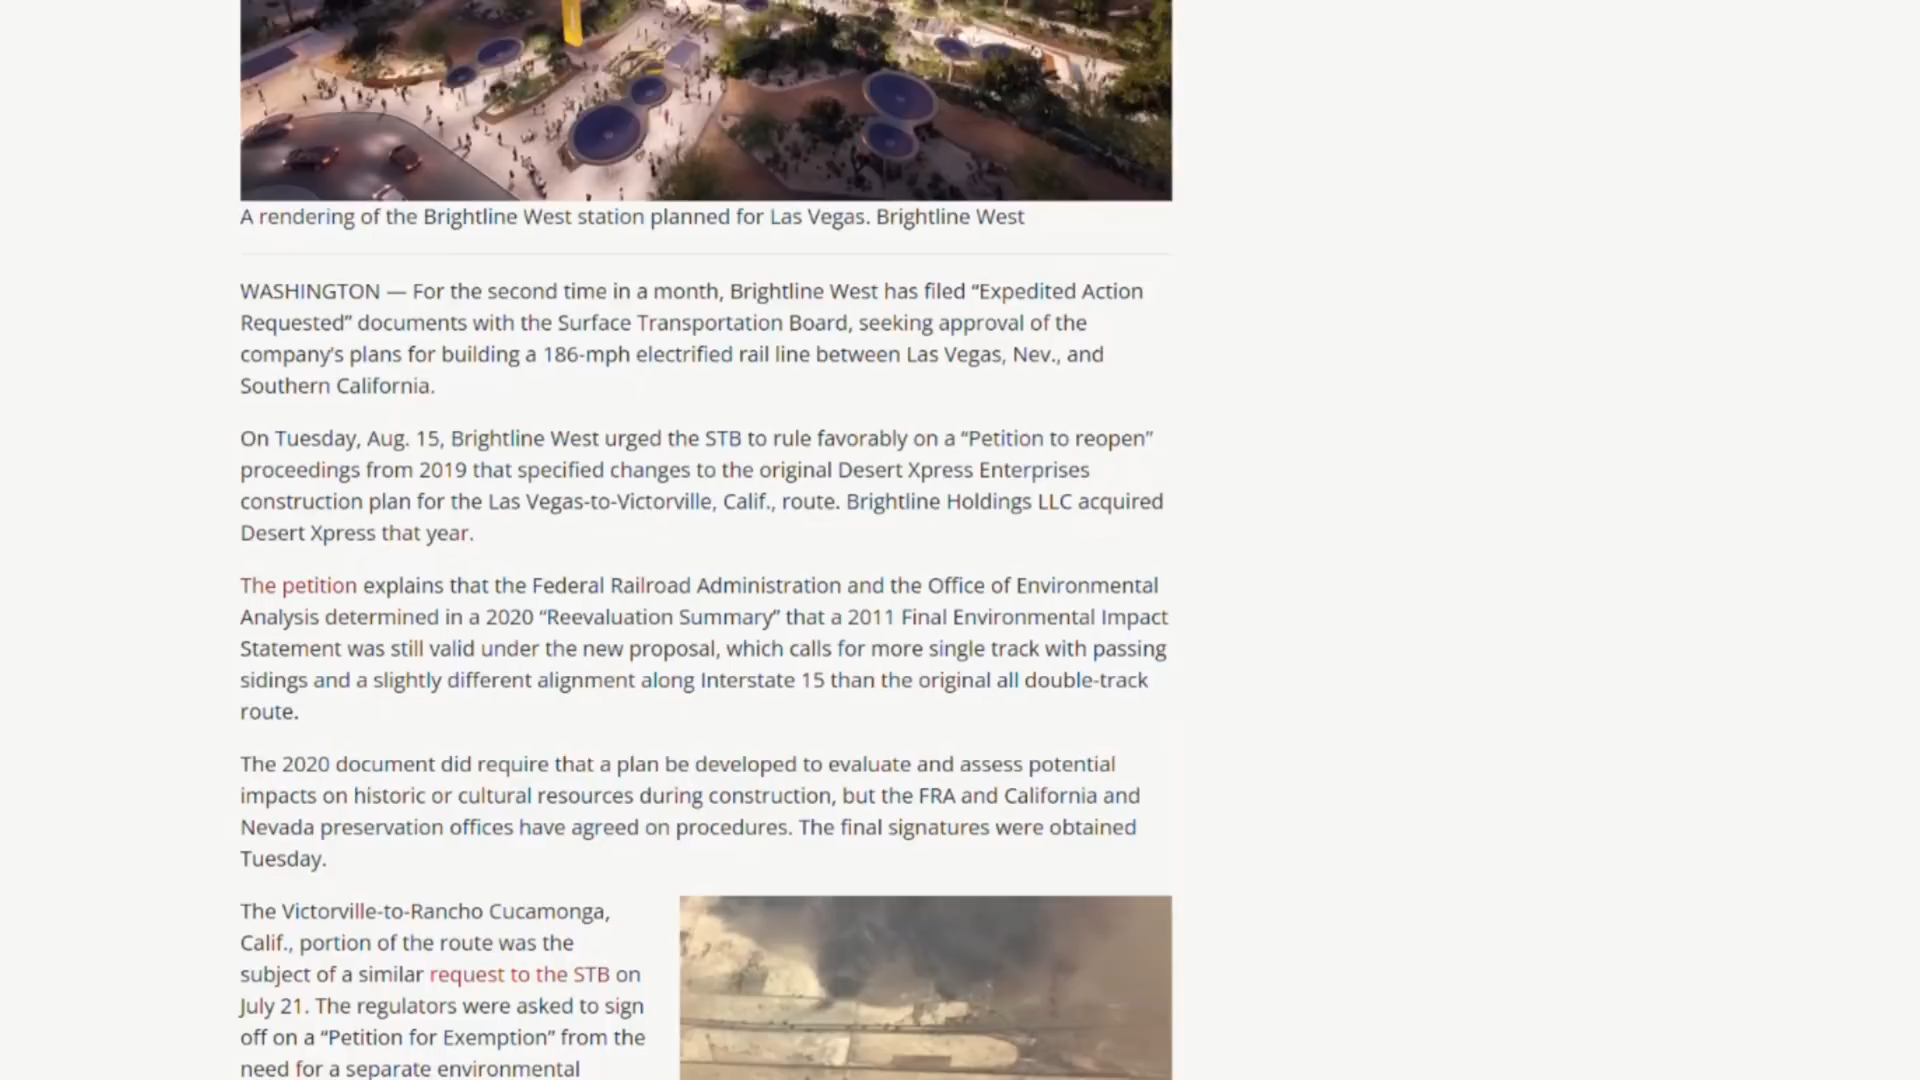 A rendering of the Brightline West station planned for Las Vegas. Brightline West
WASHINGTON — For the second time in a month, Brightline West has filed “Expedited Action
Requested” documents with the Surface Transportation Board, seeking approval of the
company’s plans for building a 186-mph electrified rail line between Las Vegas, Nev., and
Southern California.
On Tuesday, Aug. 15, Brightline West urged the STB to rule favorably on a “Petition to reopen”
proceedings from 2019 that specified changes to the original Desert Xpress Enterprises
construction plan for the Las Vegas-to-Victorville, Calif., route. Brightline Holdings LLC acquired
Desert Xpress that year.
The petition explains that the Federal Railroad Administration and the Office of Environmental
Analysis determined in a 2020 “Reevaluation Summary” that a 2011 Final Environmental Impact
Statement was still valid under the new proposal, which calls for more single track with passing
sidings and a slightly different alignment along Interstate 15 than the original all double-track
route.
The 2020 document did require that a plan be developed to evaluate and assess potential
impacts on historic or cultural resources during construction, but the FRA and California and
Nevada preservation offices have agreed on procedures. The final signatures were obtained
Tuesday.
The Victorville-to-Rancho Cucamonga,
Calif., portion of the route was the
subject of a similar request to the STB on
July 21. The regulators were asked to sign
off on a “Petition for Exemption” from the
need for a separate environmental